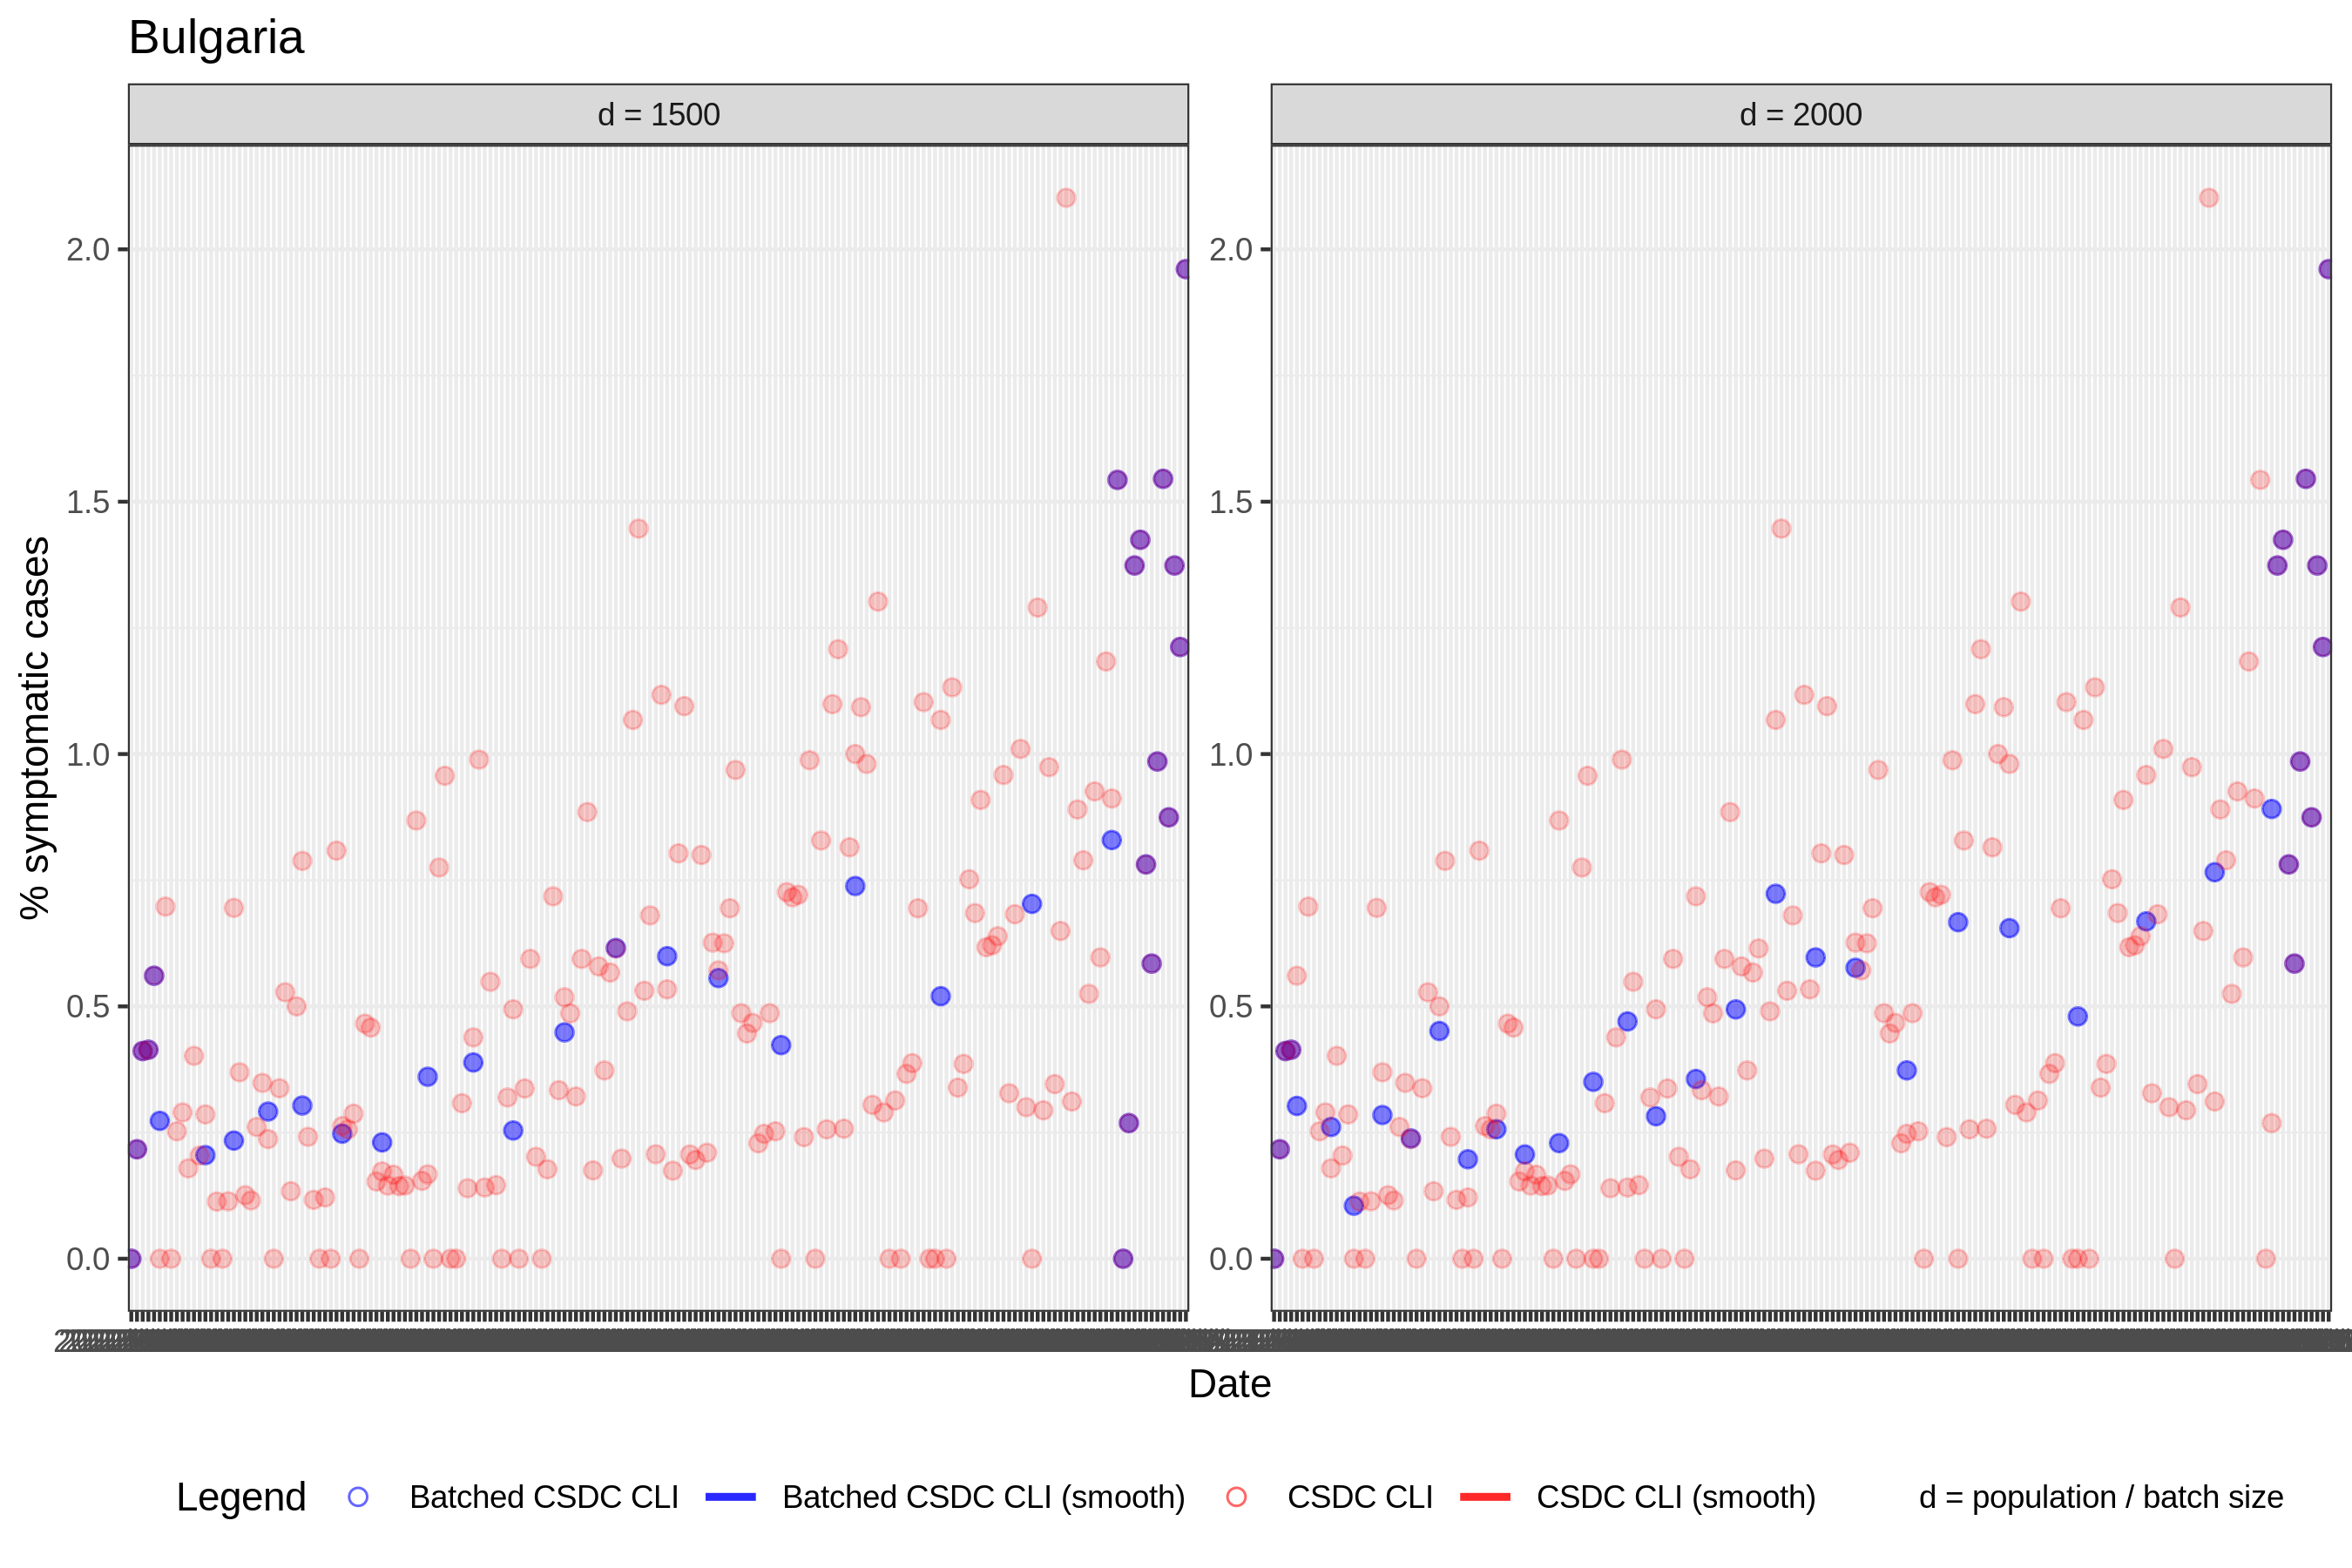 Bulgaria
d = 1500
d = 2000
% symptomatic cases
2.0
1.5
1.0
0.5
0.0
2.0
1.5
1.0
0.5
0.0
Date
Legend
Batched CSDC CLI
Batched CSDC CLI (smooth)
CSDC CLI
CSDC CLI (smooth)
d = population / batch size